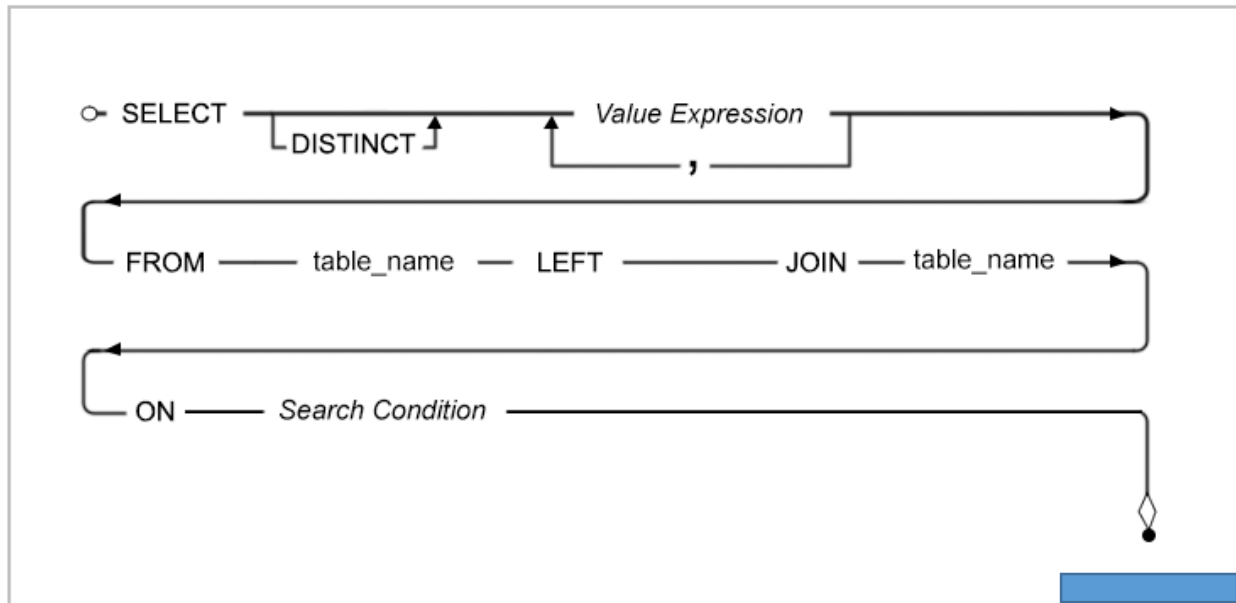 SELECT Value Expression
DISTINCT ,
FROM table_name LEFT JOIN table_name
ON Search Condition